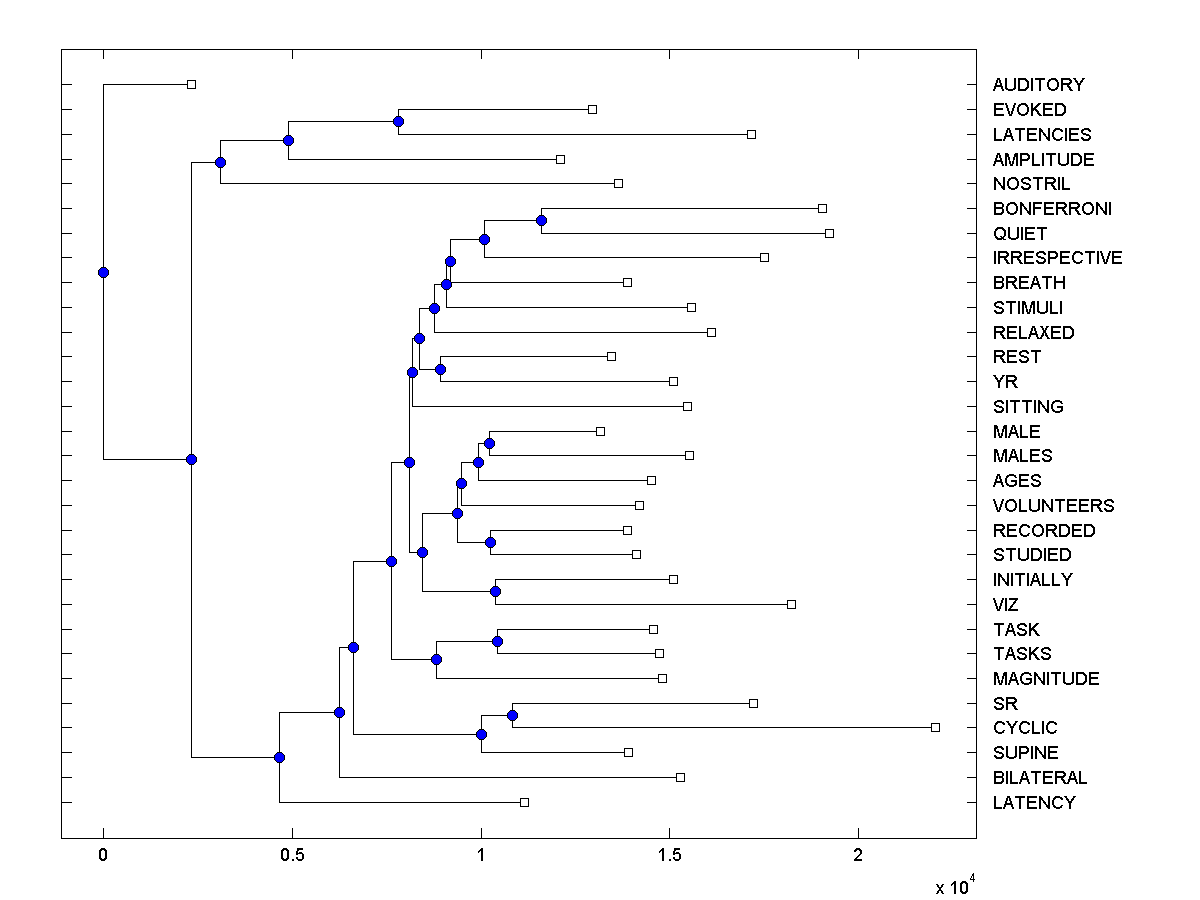 AUDITORY
EVOKED
LATENCIES
AMPLITUDE
NOSTRIL
BONFERRONI
QUIET
IRRESPECTIVE
BREATH
STIMULI
RELAXED
REST
YR
SITTING
MALE
MALES
AGES
VOLUNTEERS
RECORDED
STUDIED
INITIALLY
VIZ
TASK
TASKS
MAGNITUDE
SR
CYCLIC
SUPINE
BILATERAL
LATENCY
0 0.5 1 1.5 2
x 10^4